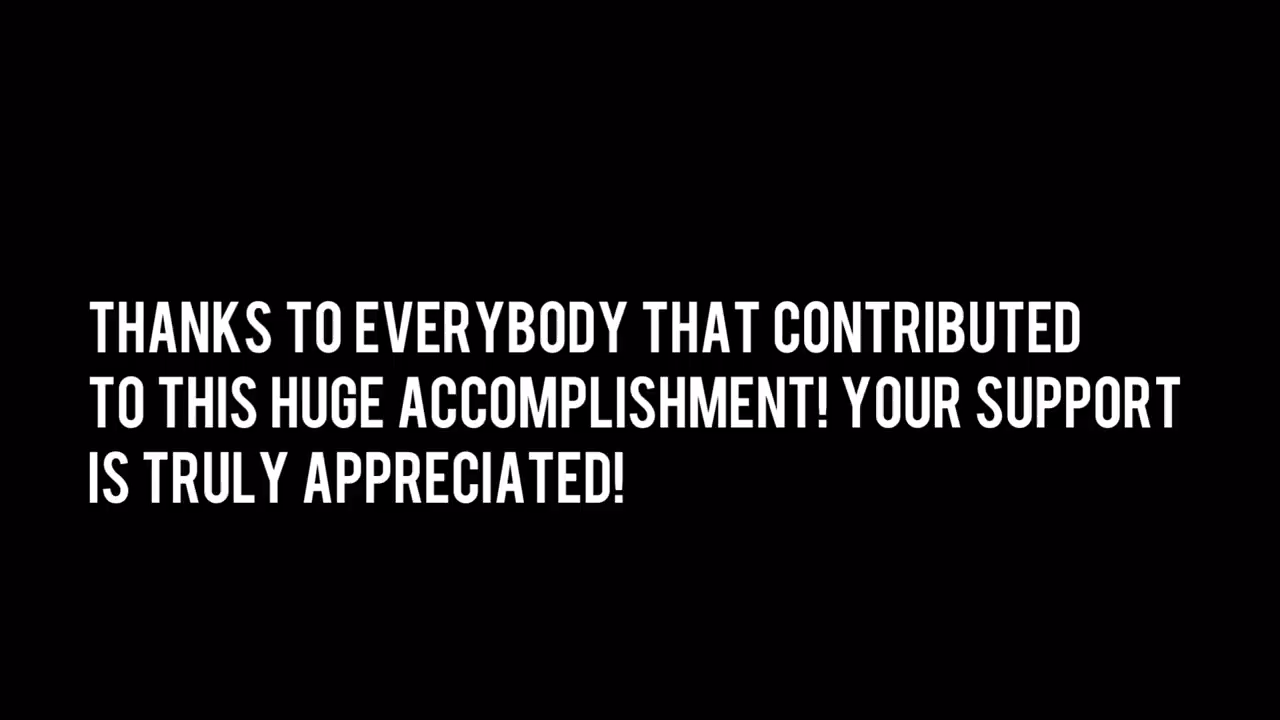 THANKS TO EVERYBODY THAT CONTRIBUTED
TO THIS HUGE ACCOMPLISHMENT! YOUR SUPPORT
IS TRULY APPRECIATED!